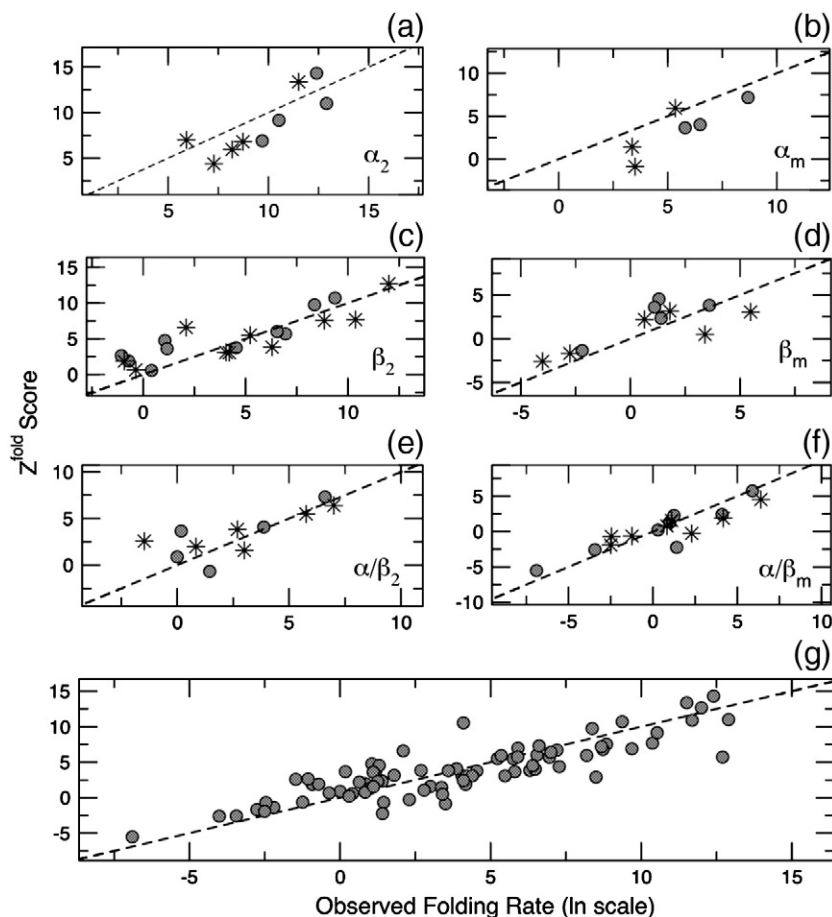 (a) (b)
15 10 5 α2 5 10 15
10 5 0 αm 0 5 10
(c) (d)
15 10 5 0 β2 0 5 10
5 0 -5 βm -5 0 5
Z^fold Score
(e) (f)
10 5 0 α/β2 0 5 10
5 0 -5 -10 α/βm -5 0 5 10
(g)
15 10 5 0 -5
-5 0 5 10 15
Observed Folding Rate (ln scale)